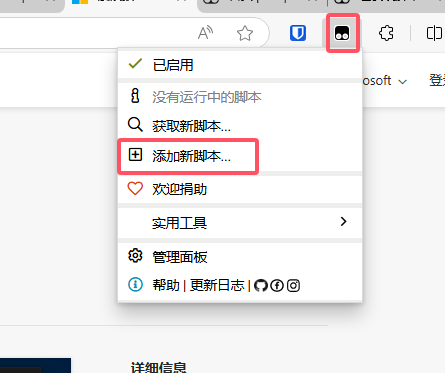 osoft
登
已启用
没有运行中的脚本
获取新脚本...
添加新脚本...
欢迎捐助
实用工具
管理面板
帮助 | 更新日志 |
详细信息